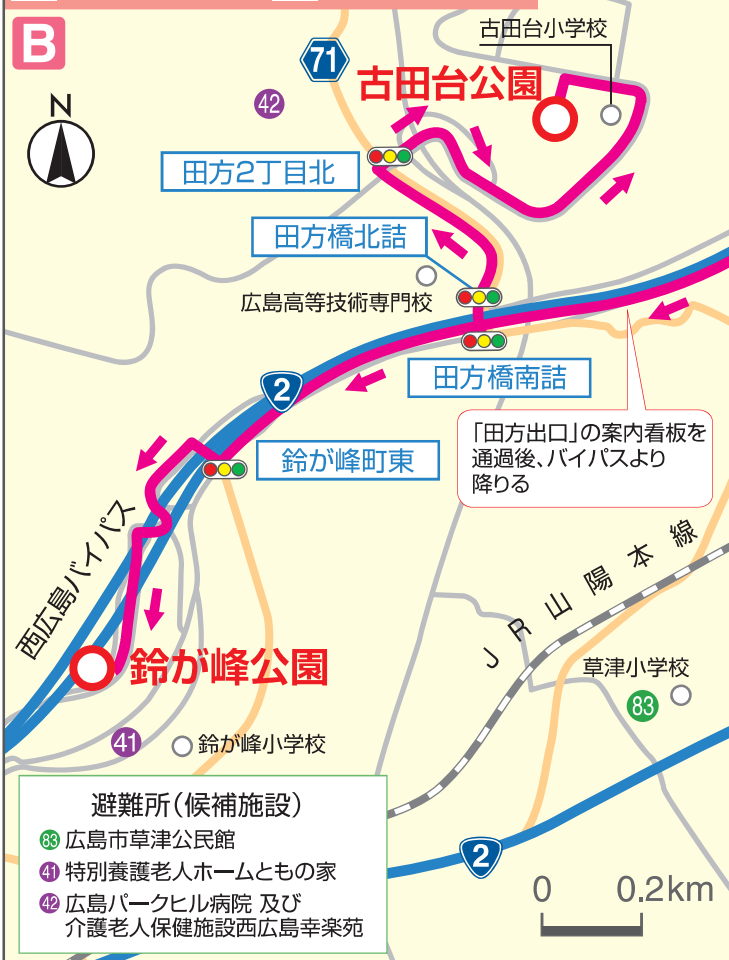 B
古田台小学校
71
古田台公園
42
N
田方2丁目北
田方橋北詰
広島高等技術専門校
田方橋南詰
2
「田方出口」の案内看板を
通過後、バイパスより
降りる
鈴が峰町東
西広島バイパス
JR山陽本線
鈴が峰公園
草津小学校
83
41
鈴が峰小学校
避難所(候補施設)
83 広島市草津公民館
41 特別養護老人ホームともの家
42 広島パークヒル病院 及び
介護老人保健施設西広島幸楽苑
2
0 0.2km